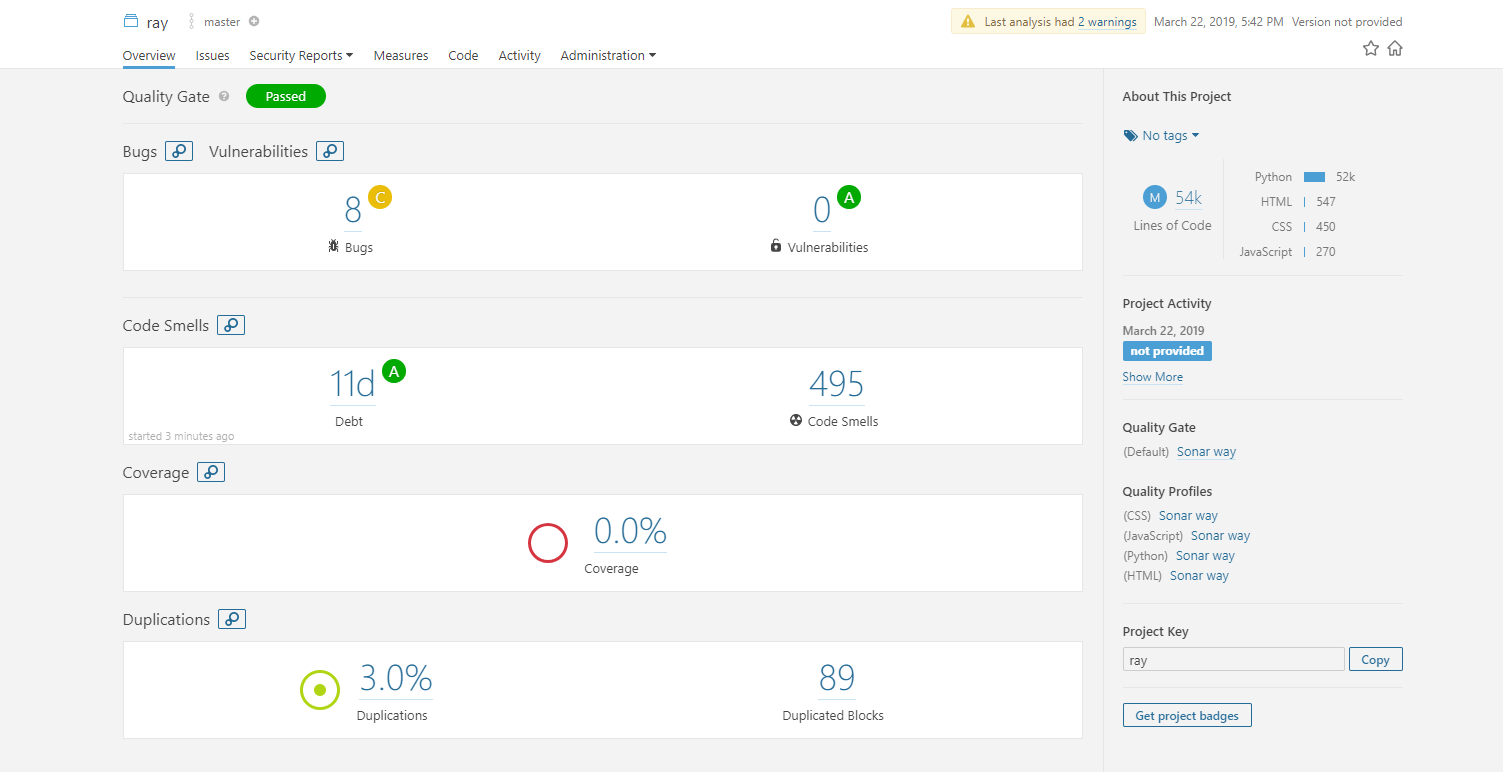 ray master Last analysis had 2 warnings March 22, 2019, 5:42 PM Version not provided
Overview Issues Security Reports Measures Code Activity Administration
Quality Gate ? Passed
Bugs Vulnerabilities
8 C
Bugs
0 A
Vulnerabilities
Code Smells
11d A
Debt
495
Code Smells
started 3 minutes ago
Coverage
0.0%
Coverage
Duplications
3.0%
Duplications
89
Duplicated Blocks
About This Project
No tags
M 54k
Lines of Code
Python 52k
HTML 547
CSS 450
JavaScript 270
Project Activity
March 22, 2019
not provided
Show More
Quality Gate
(Default) Sonar way
Quality Profiles
(CSS) Sonar way
(JavaScript) Sonar way
(Python) Sonar way
(HTML) Sonar way
Project Key
ray Copy
Get project badges